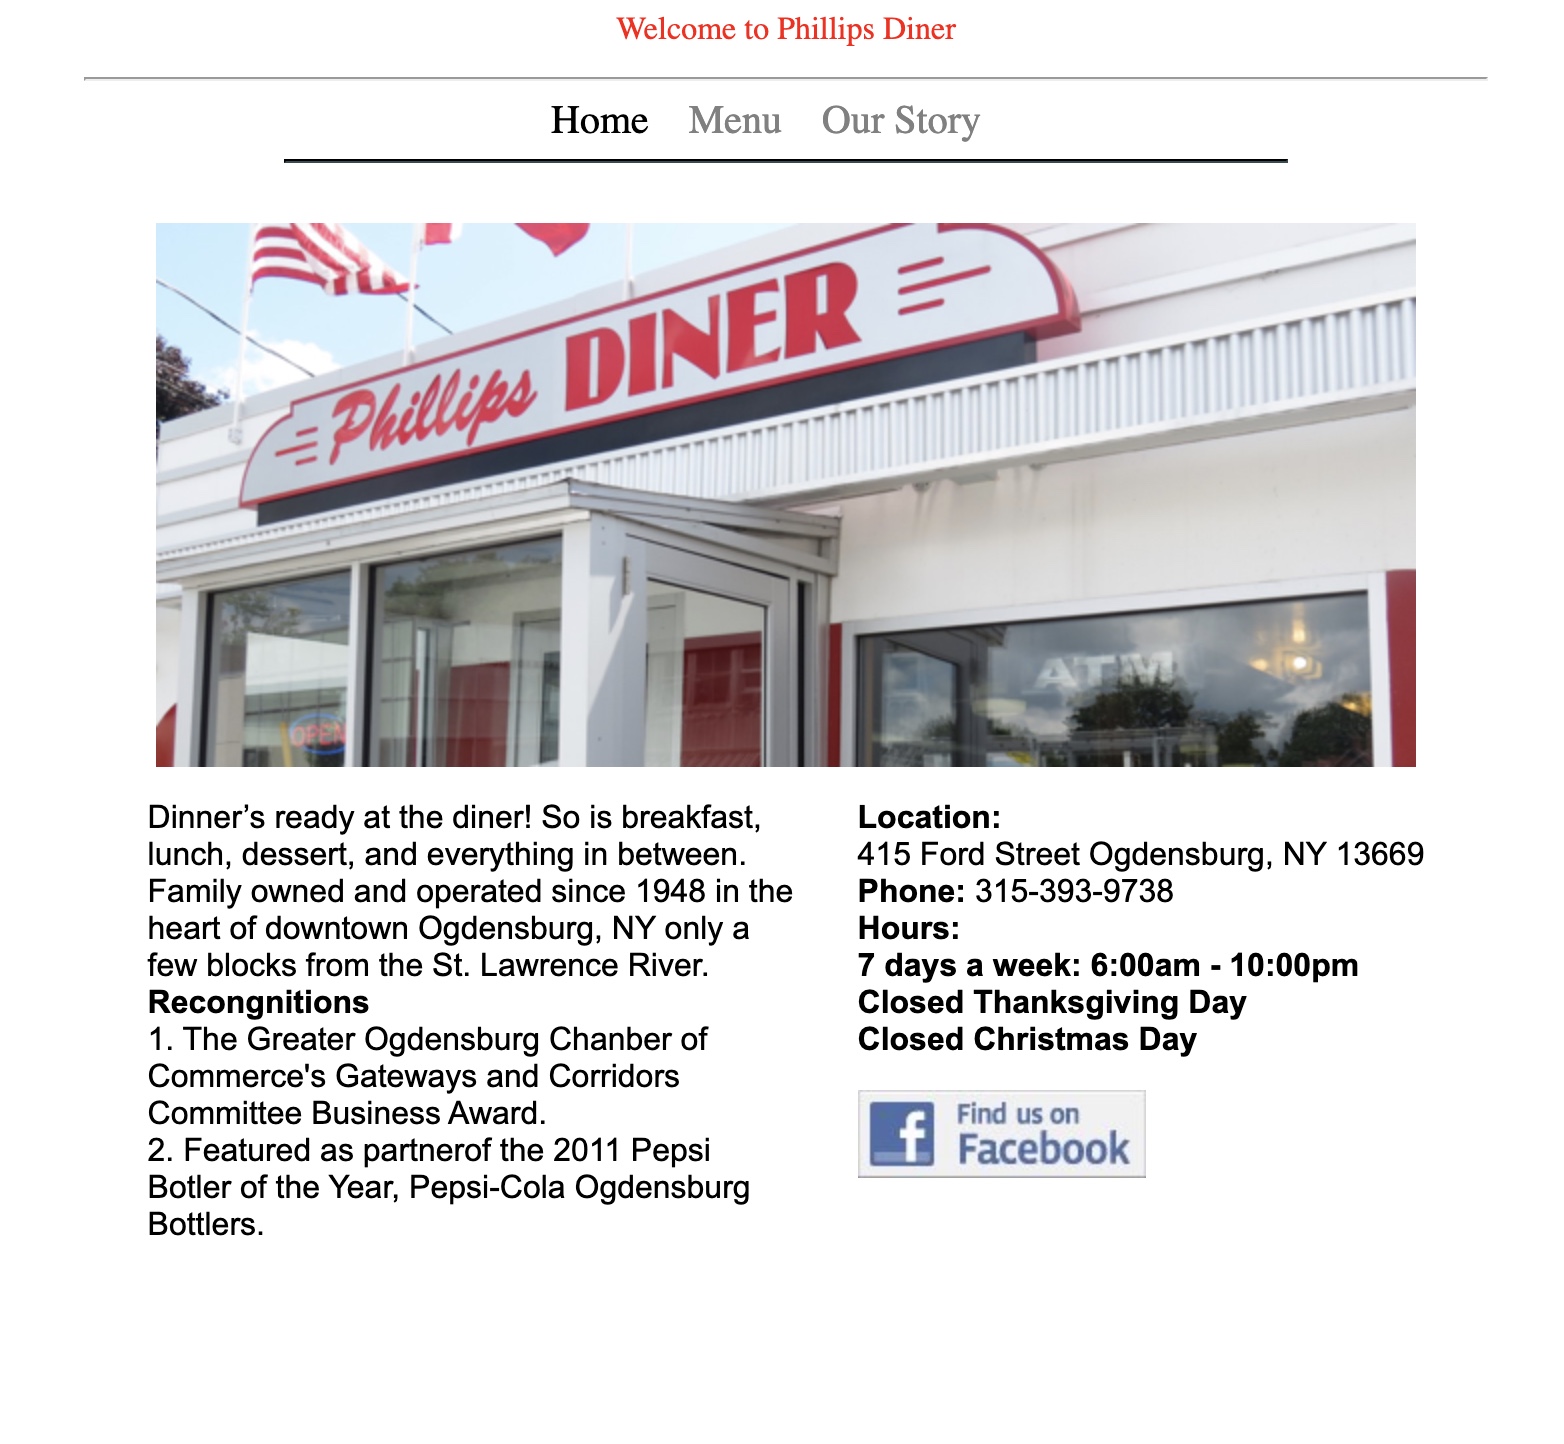 Welcome to Phillips Diner
Home Menu Our Story
Phillips DINER
OPEN
ATM
Dinner’s ready at the diner! So is breakfast,
lunch, dessert, and everything in between.
Family owned and operated since 1948 in the
heart of downtown Ogdensburg, NY only a
few blocks from the St. Lawrence River.
Recongnitions
1. The Greater Ogdensburg Chanber of
Commerce's Gateways and Corridors
Committee Business Award.
2. Featured as partnerof the 2011 Pepsi
Botler of the Year, Pepsi-Cola Ogdensburg
Bottlers.
Location:
415 Ford Street Ogdensburg, NY 13669
Phone: 315-393-9738
Hours:
7 days a week: 6:00am - 10:00pm
Closed Thanksgiving Day
Closed Christmas Day
f
Find us on
Facebook